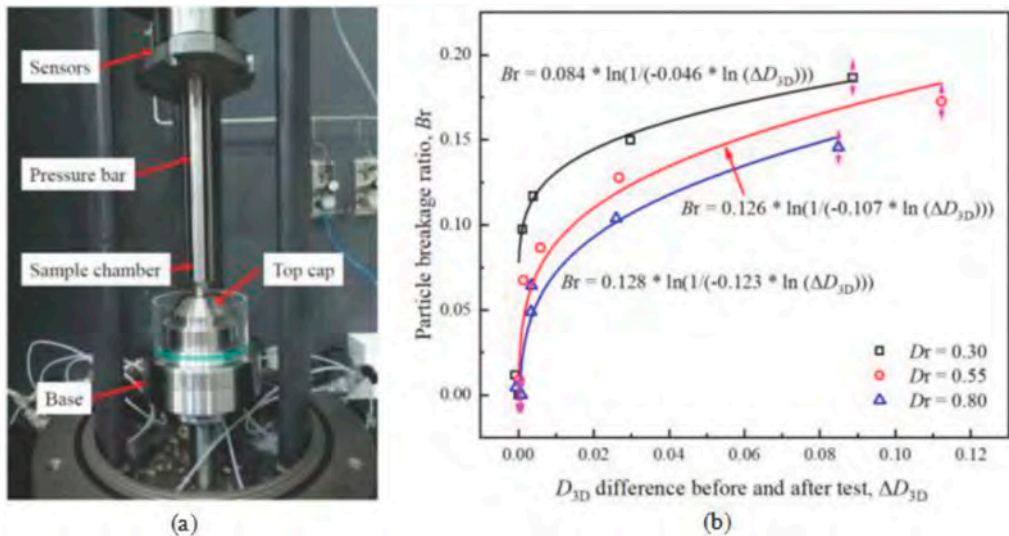 Sensors
Pressure bar
Sample chamber
Top cap
Base
(a)
Particle breakage ratio, Br
0.20
0.15
0.10
0.05
0.00
Br = 0.084 * ln(1/(-0.046 * ln (ΔD3D)))
Br = 0.126 * ln(1/(-0.107 * ln (ΔD3D)))
Br = 0.128 * ln(1/(-0.123 * ln (ΔD3D)))
Dr = 0.30
Dr = 0.55
Dr = 0.80
0.00 0.02 0.04 0.06 0.08 0.10 0.12
D3D difference before and after test, ΔD3D
(b)